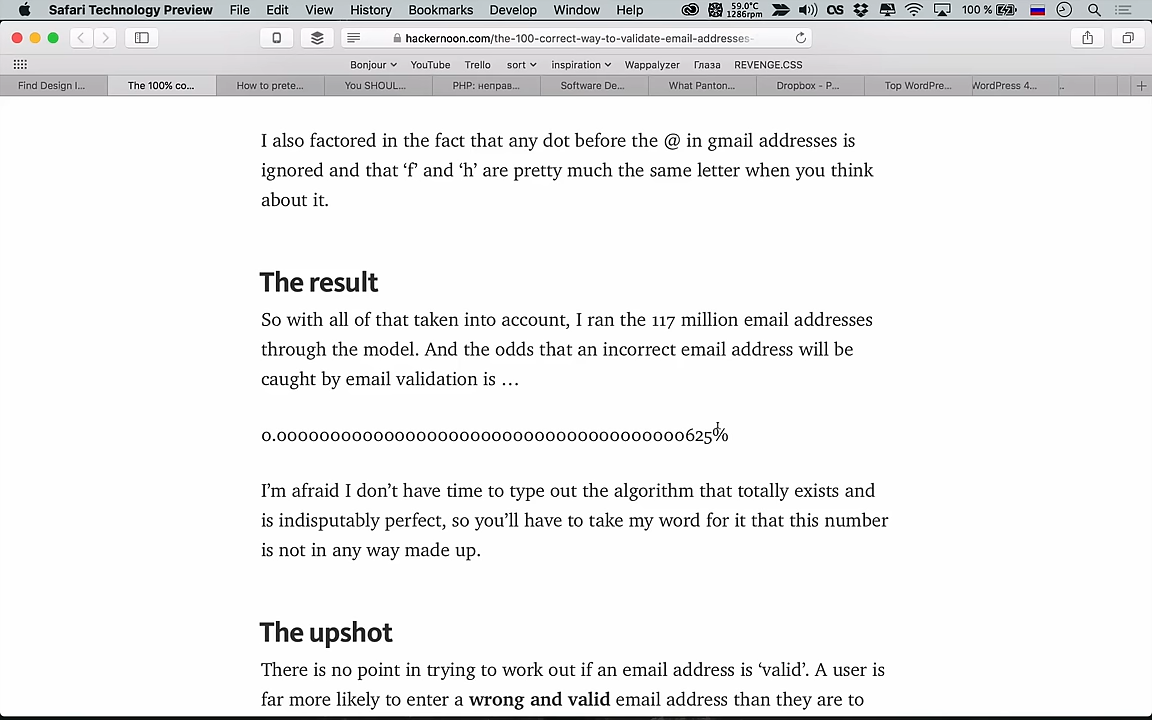 Safari Technology Preview File Edit View History Bookmarks Develop Window Help 59.0°C 1286rpm 100 %
hackernoon.com/the-100-correct-way-to-validate-email-addresses-
Bonjour YouTube Trello sort inspiration Wappalyzer Глаза REVENGE.CSS
Find Design I... The 100% co... How to prete... You SHOUL... PHP: неправ... Software De... What Panton... Dropbox - P... Top WordPre... WordPress 4... ..
I also factored in the fact that any dot before the @ in gmail addresses is
ignored and that ‘f’ and ‘h’ are pretty much the same letter when you think
about it.
The result
So with all of that taken into account, I ran the 117 million email addresses
through the model. And the odds that an incorrect email address will be
caught by email validation is …
I’m afraid I don’t have time to type out the algorithm that totally exists and
is indisputably perfect, so you’ll have to take my word for it that this number
is not in any way made up.
The upshot
There is no point in trying to work out if an email address is ‘valid’. A user is
far more likely to enter a wrong and valid email address than they are to